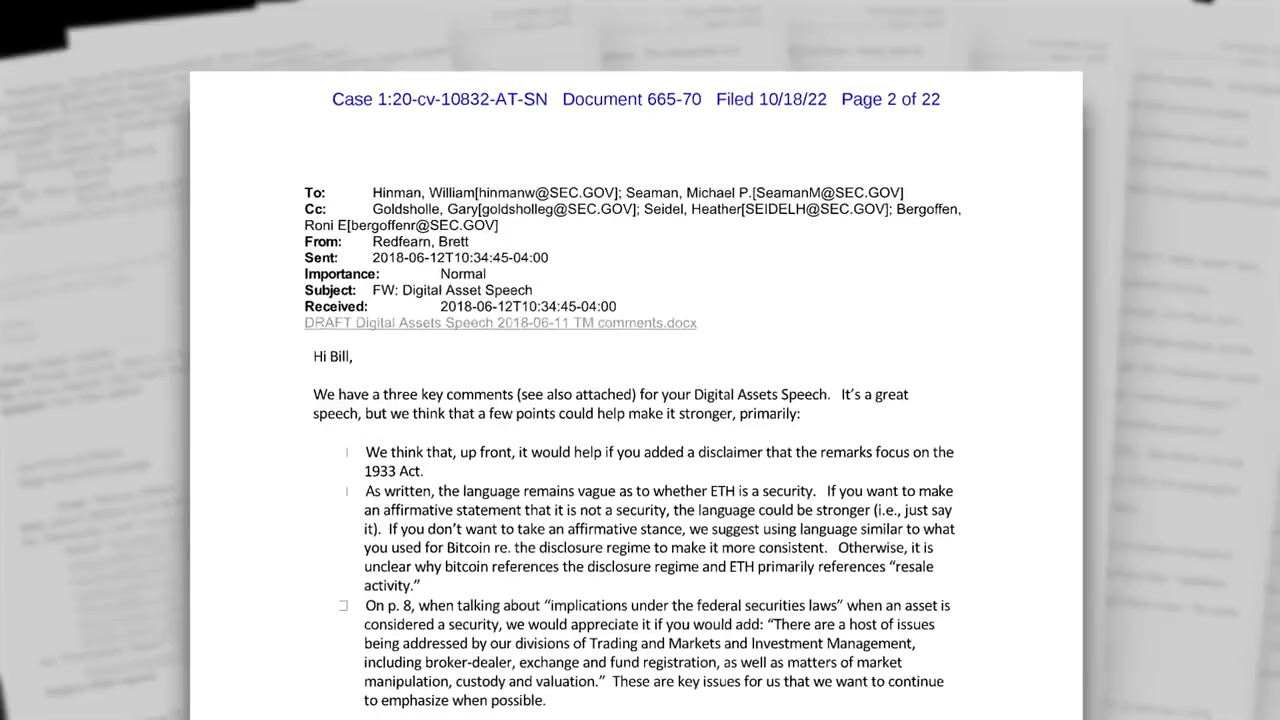 Case 1:20-cv-10832-AT-SN Document 665-70 Filed 10/18/22 Page 2 of 22
To: Hinman, William[hinmanw@SEC.GOV]; Seaman, Michael P.[SeamanM@SEC.GOV]
Cc: Goldsholle, Gary[goldsholleg@SEC.GOV]; Seidel, Heather[SEIDELH@SEC.GOV]; Bergoffen,
Roni E[bergoffenr@SEC.GOV]
From: Redfearn, Brett
Sent: 2018-06-12T10:34:45-04:00
Importance: Normal
Subject: FW: Digital Asset Speech
Received: 2018-06-12T10:34:45-04:00
DRAFT Digital Assets Speech 2018-06-11 TM comments.docx
Hi Bill,
We have a three key comments (see also attached) for your Digital Assets Speech. It's a great
speech, but we think that a few points could help make it stronger, primarily:
We think that, up front, it would help if you added a disclaimer that the remarks focus on the
1933 Act.
As written, the language remains vague as to whether ETH is a security. If you want to make
an affirmative statement that it is not a security, the language could be stronger (i.e., just say
it). If you don't want to take an affirmative stance, we suggest using language similar to what
you used for Bitcoin re. the disclosure regime to make it more consistent. Otherwise, it is
unclear why bitcoin references the disclosure regime and ETH primarily references “resale
activity.”
On p. 8, when talking about “implications under the federal securities laws” when an asset is
considered a security, we would appreciate it if you would add: “There are a host of issues
being addressed by our divisions of Trading and Markets and Investment Management,
including broker-dealer, exchange and fund registration, as well as matters of market
manipulation, custody and valuation.” These are key issues for us that we want to continue
to emphasize when possible.